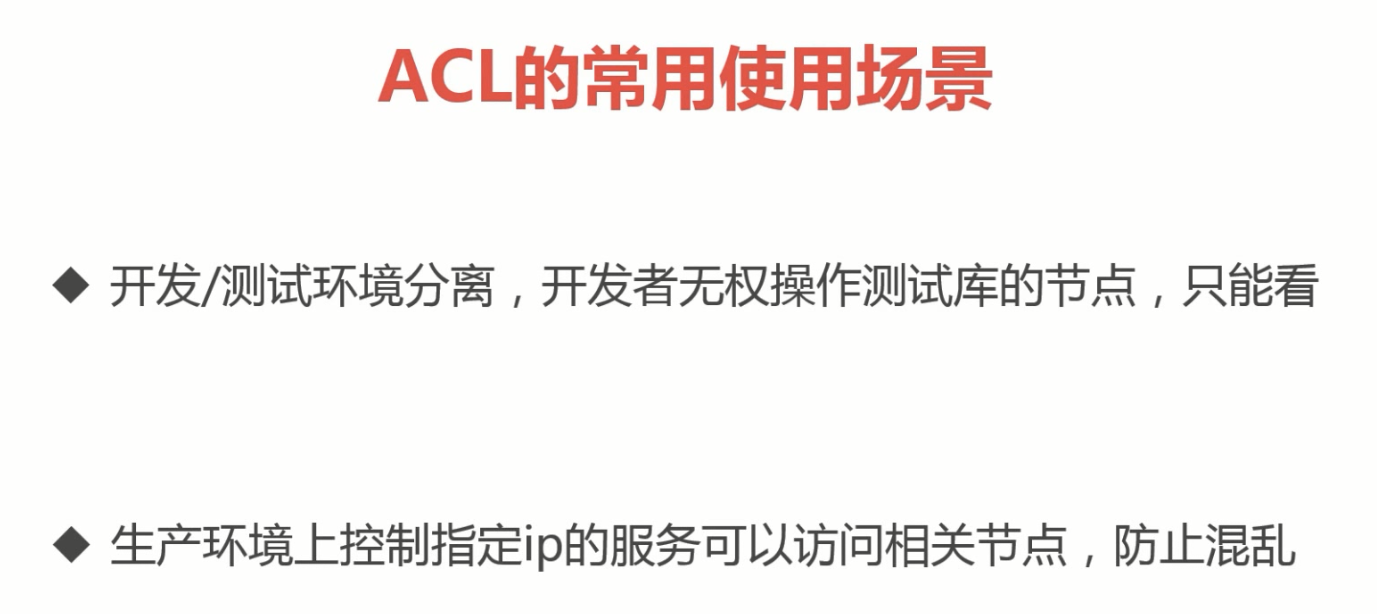 ACL的常用使用场景
◆ 开发/测试环境分离，开发者无权操作测试库的节点，只能看
◆ 生产环境上控制指定ip的服务可以访问相关节点，防止混乱